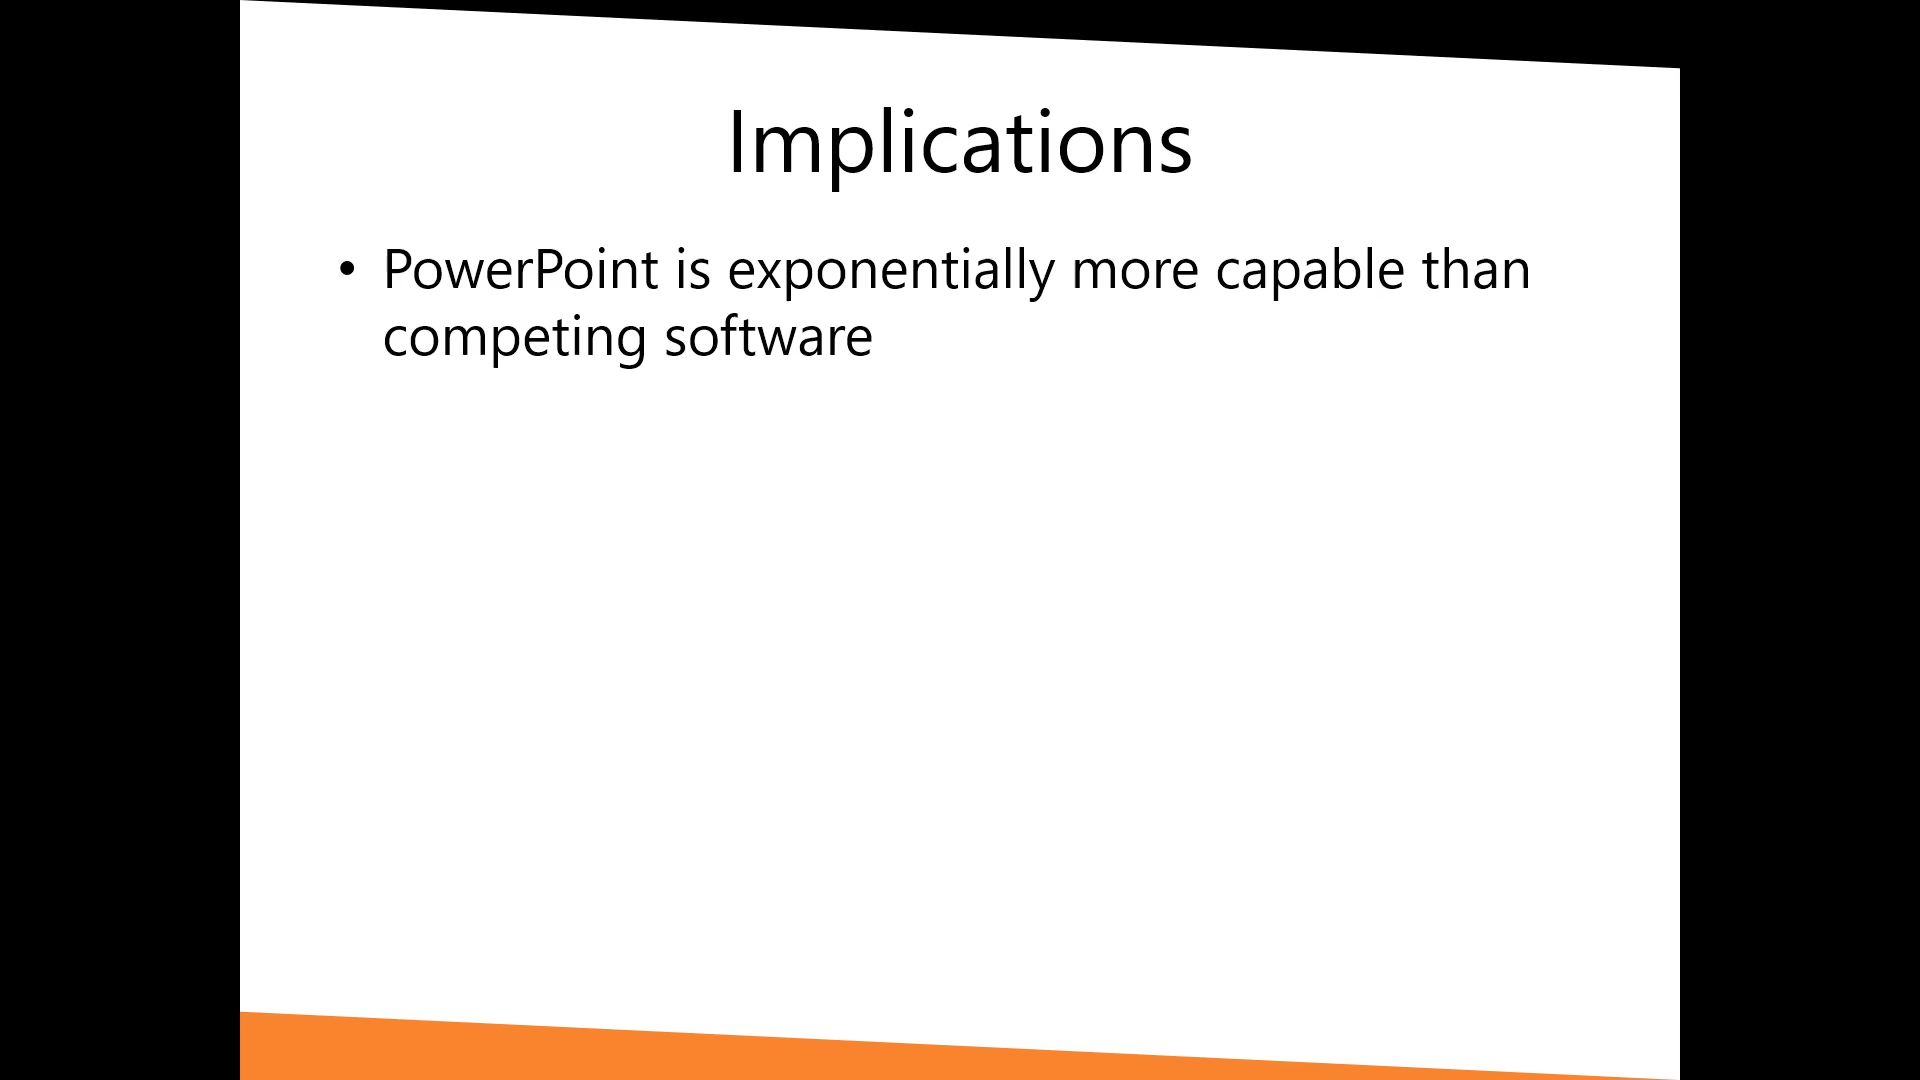 Implications
• PowerPoint is exponentially more capable than
competing software